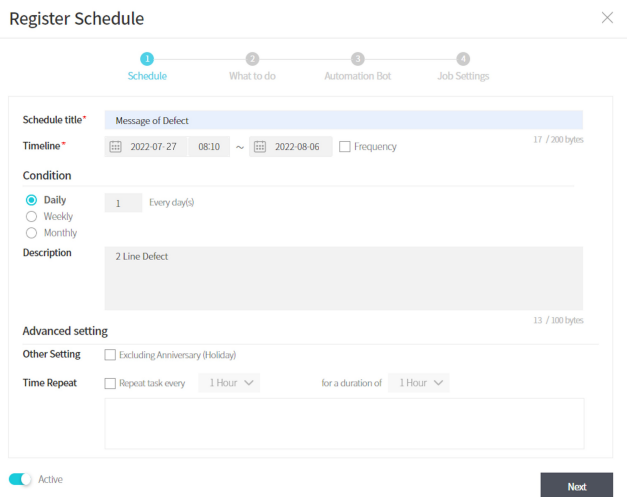 Register Schedule
1 2 3 4
Schedule What to do Automation Bot Job Settings
Schedule title* Message of Defect
17 / 200 bytes
Timeline* 2022-07-27 08:10 ~ 2022-08-06 Frequency
Condition
Daily 1 Every day(s)
Weekly
Monthly
Description 2 Line Defect
13 / 100 bytes
Advanced setting
Other Setting Excluding Anniversary (Holiday)
Time Repeat Repeat task every 1 Hour for a duration of 1 Hour
Active
Next